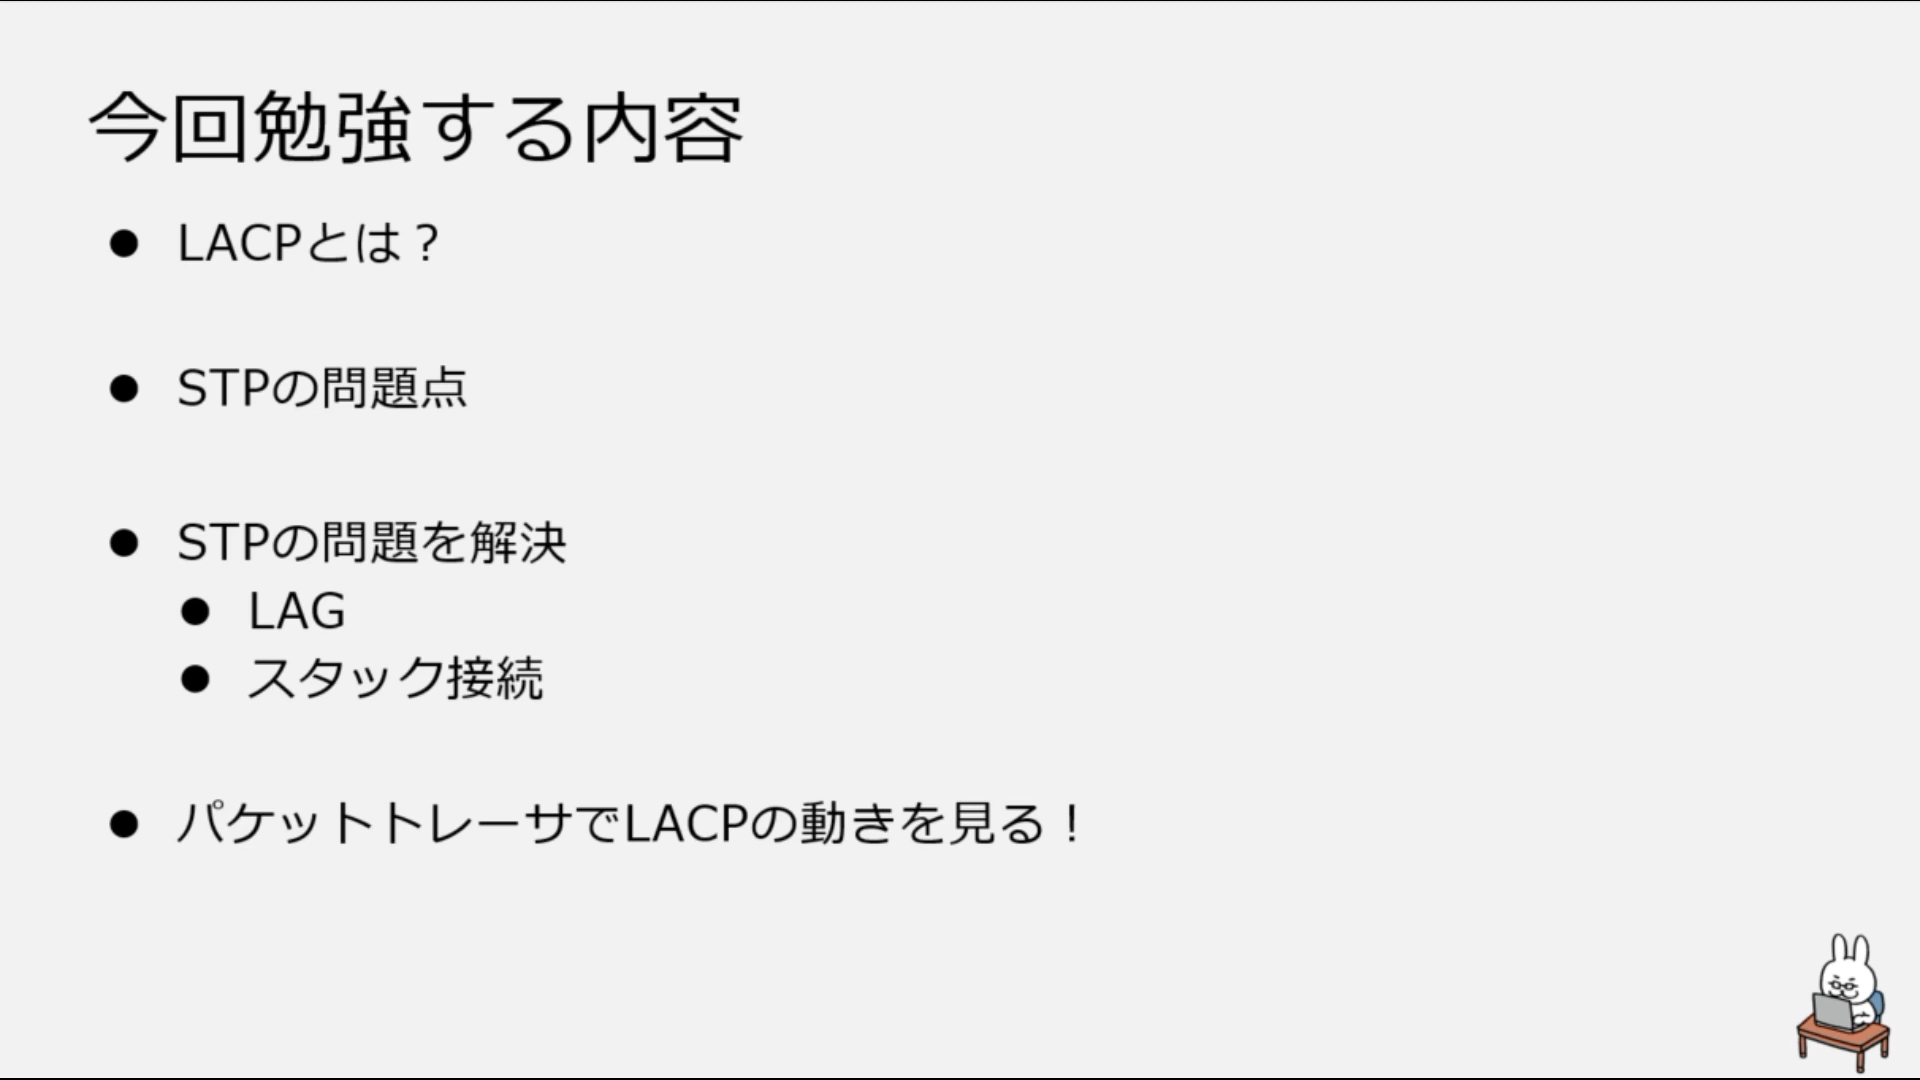 今回勉強する内容
● LACPとは？
● STPの問題点
● STPの問題を解決
● LAG
● スタック接続
● パケットトレーサでLACPの動きを見る！